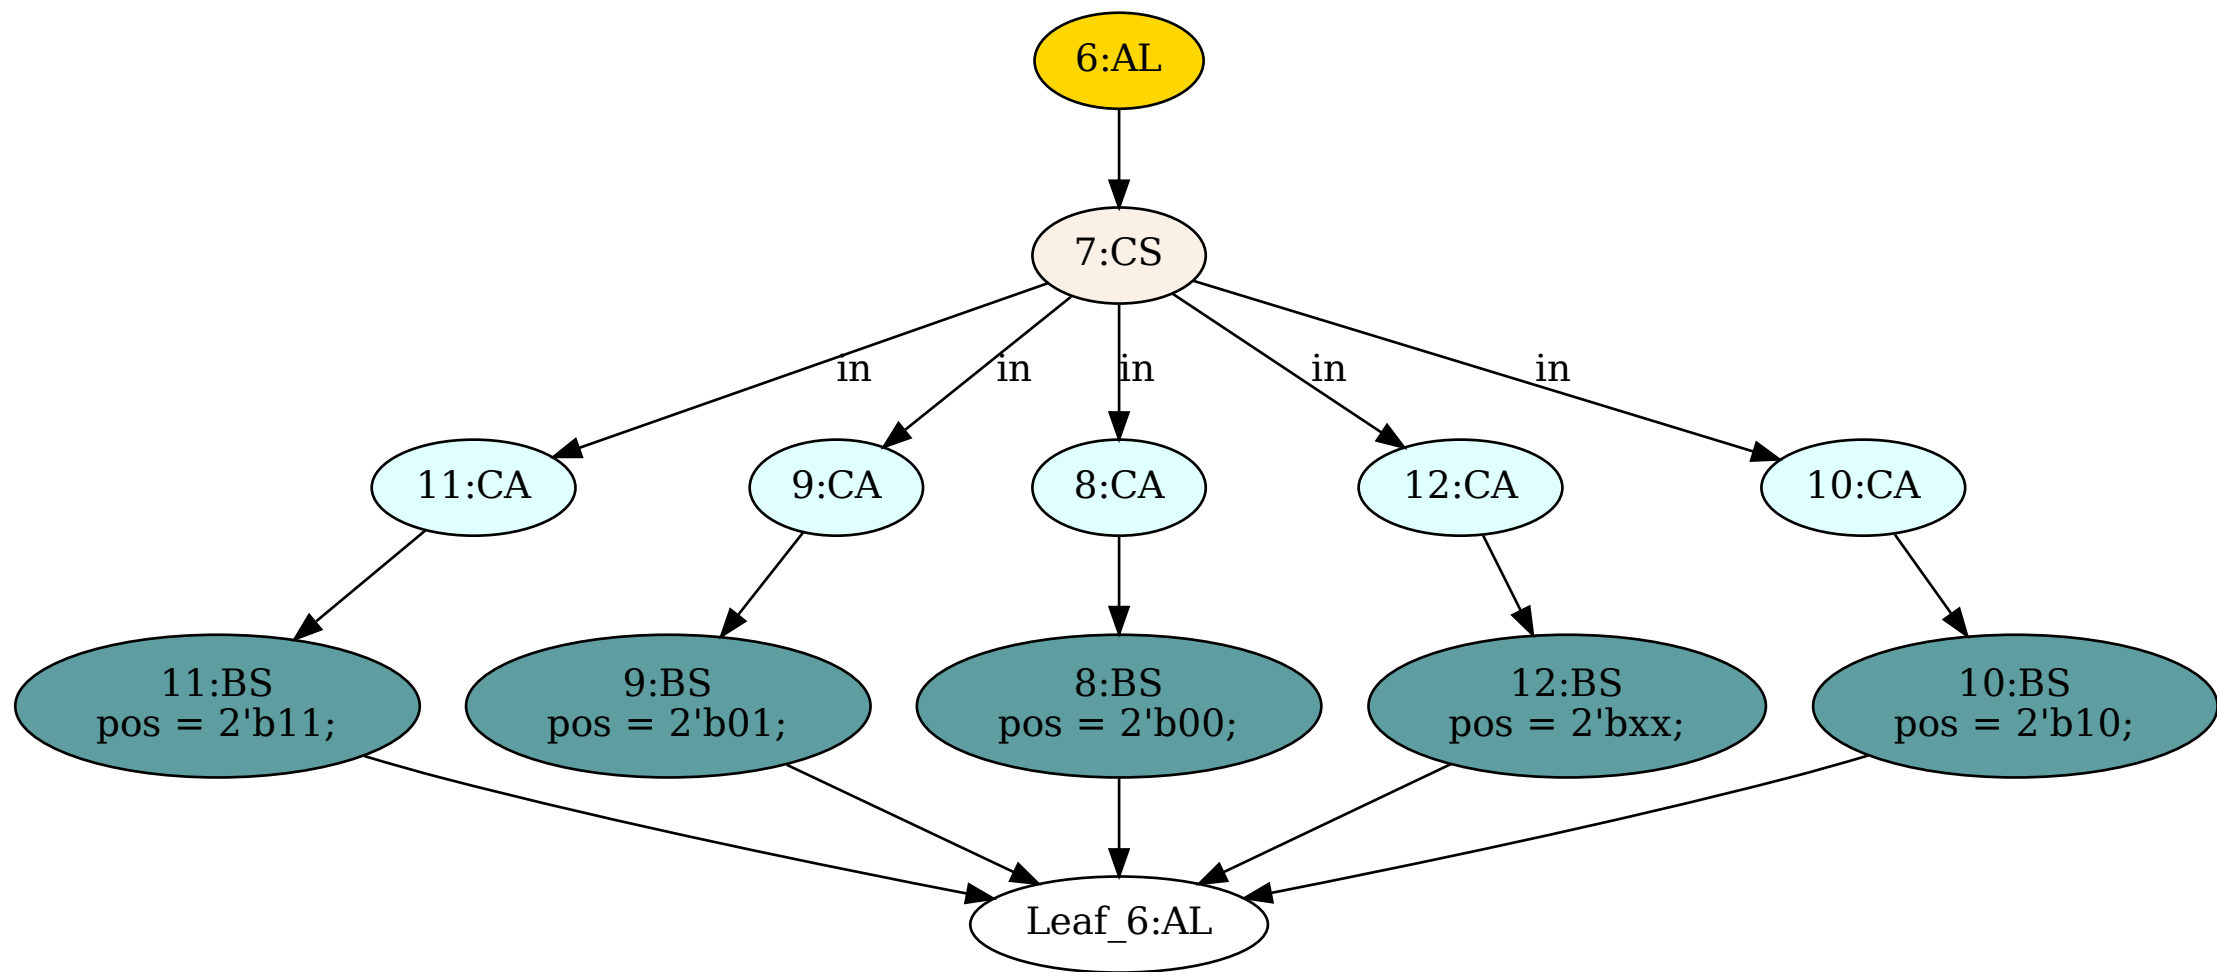 6:AL
7:CS
in
in
in
in
in
11:CA
9:CA
8:CA
12:CA
10:CA
11:BS
pos = 2'b11;
9:BS
pos = 2'b01;
8:BS
pos = 2'b00;
12:BS
pos = 2'bxx;
10:BS
pos = 2'b10;
Leaf_6:AL